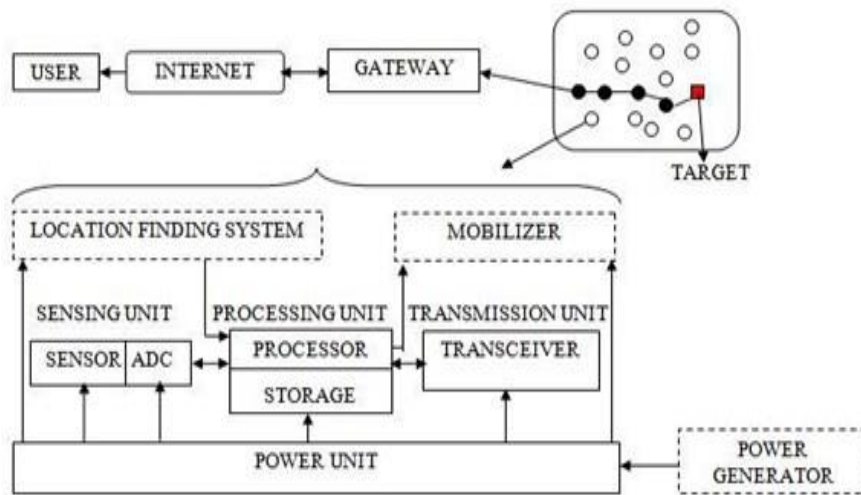 USER
INTERNET
GATEWAY
TARGET
LOCATION FINDING SYSTEM
MOBILIZER
SENSING UNIT
PROCESSING UNIT
TRANSMISSION UNIT
SENSOR
ADC
PROCESSOR
STORAGE
TRANSCEIVER
POWER UNIT
POWER
GENERATOR